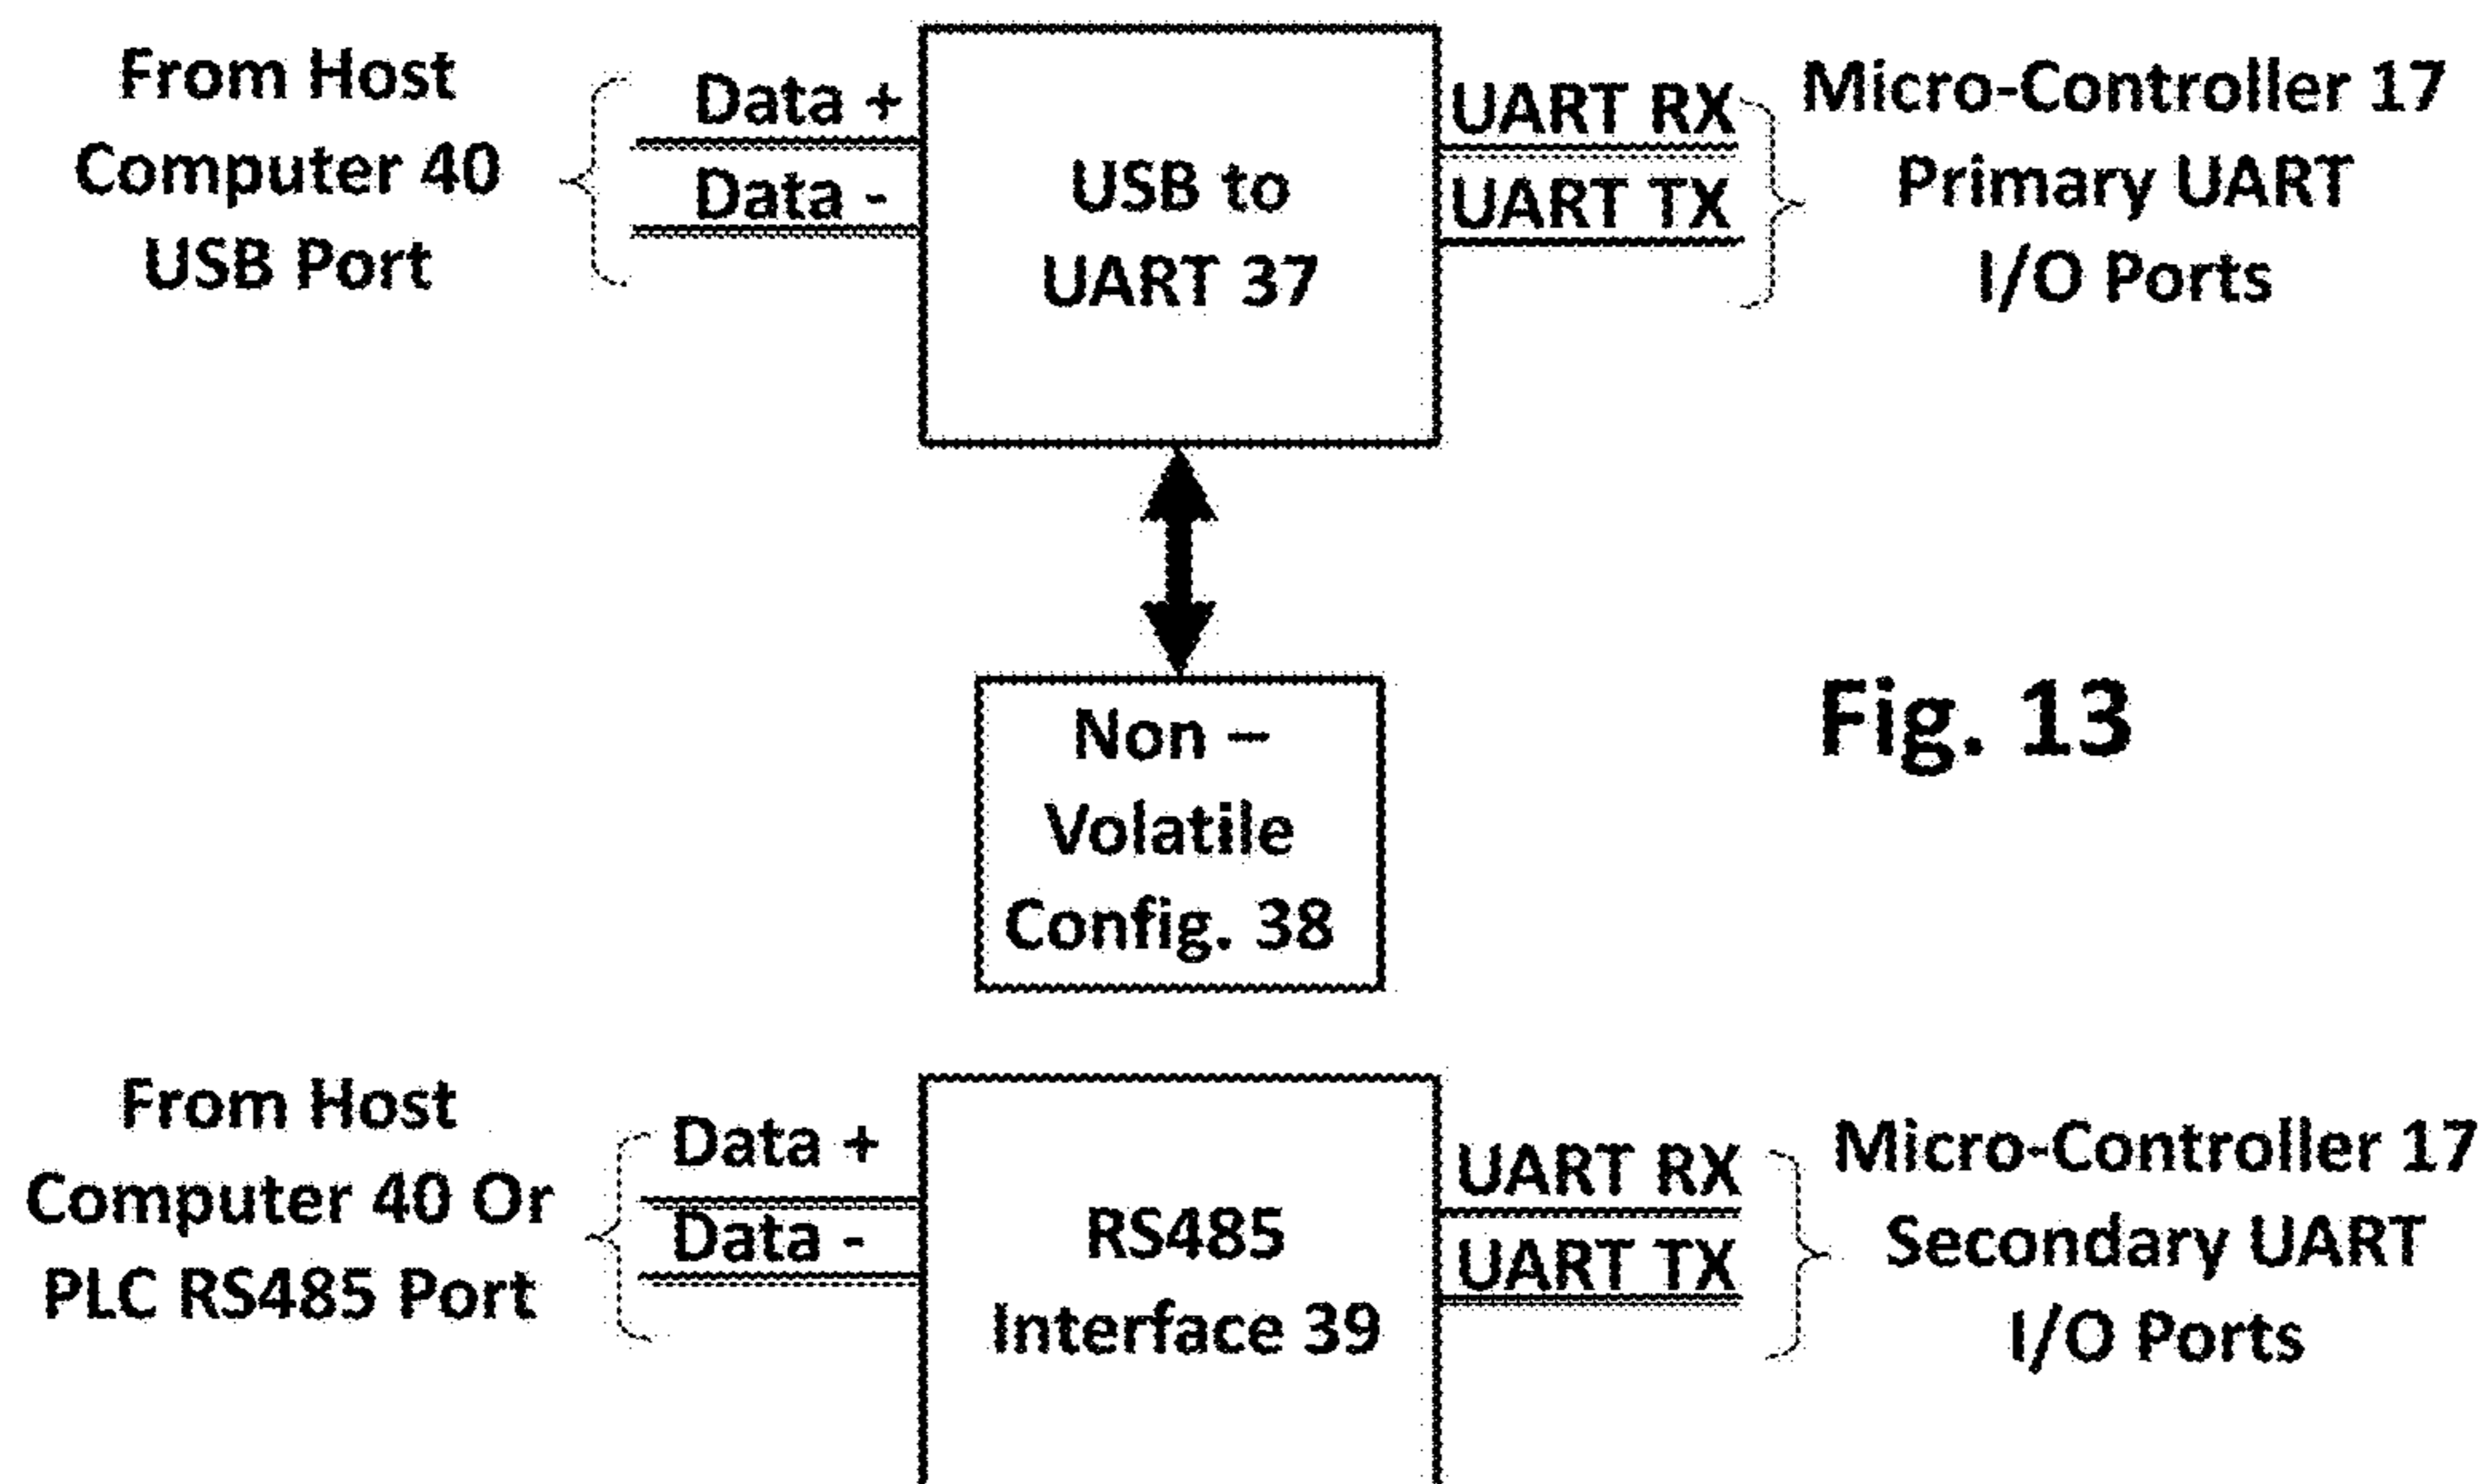 From Host
Computer 40
USB Port
Data +
Data -
USB to
UART 37
UART RX
UART TX
Micro-Controller 17
Primary UART
I/O Ports
Non –
Volatile
Config. 38
Fig. 13
From Host
Computer 40 Or
PLC RS485 Port
Data +
Data -
RS485
Interface 39
UART RX
UART TX
Micro-Controller 17
Secondary UART
I/O Ports